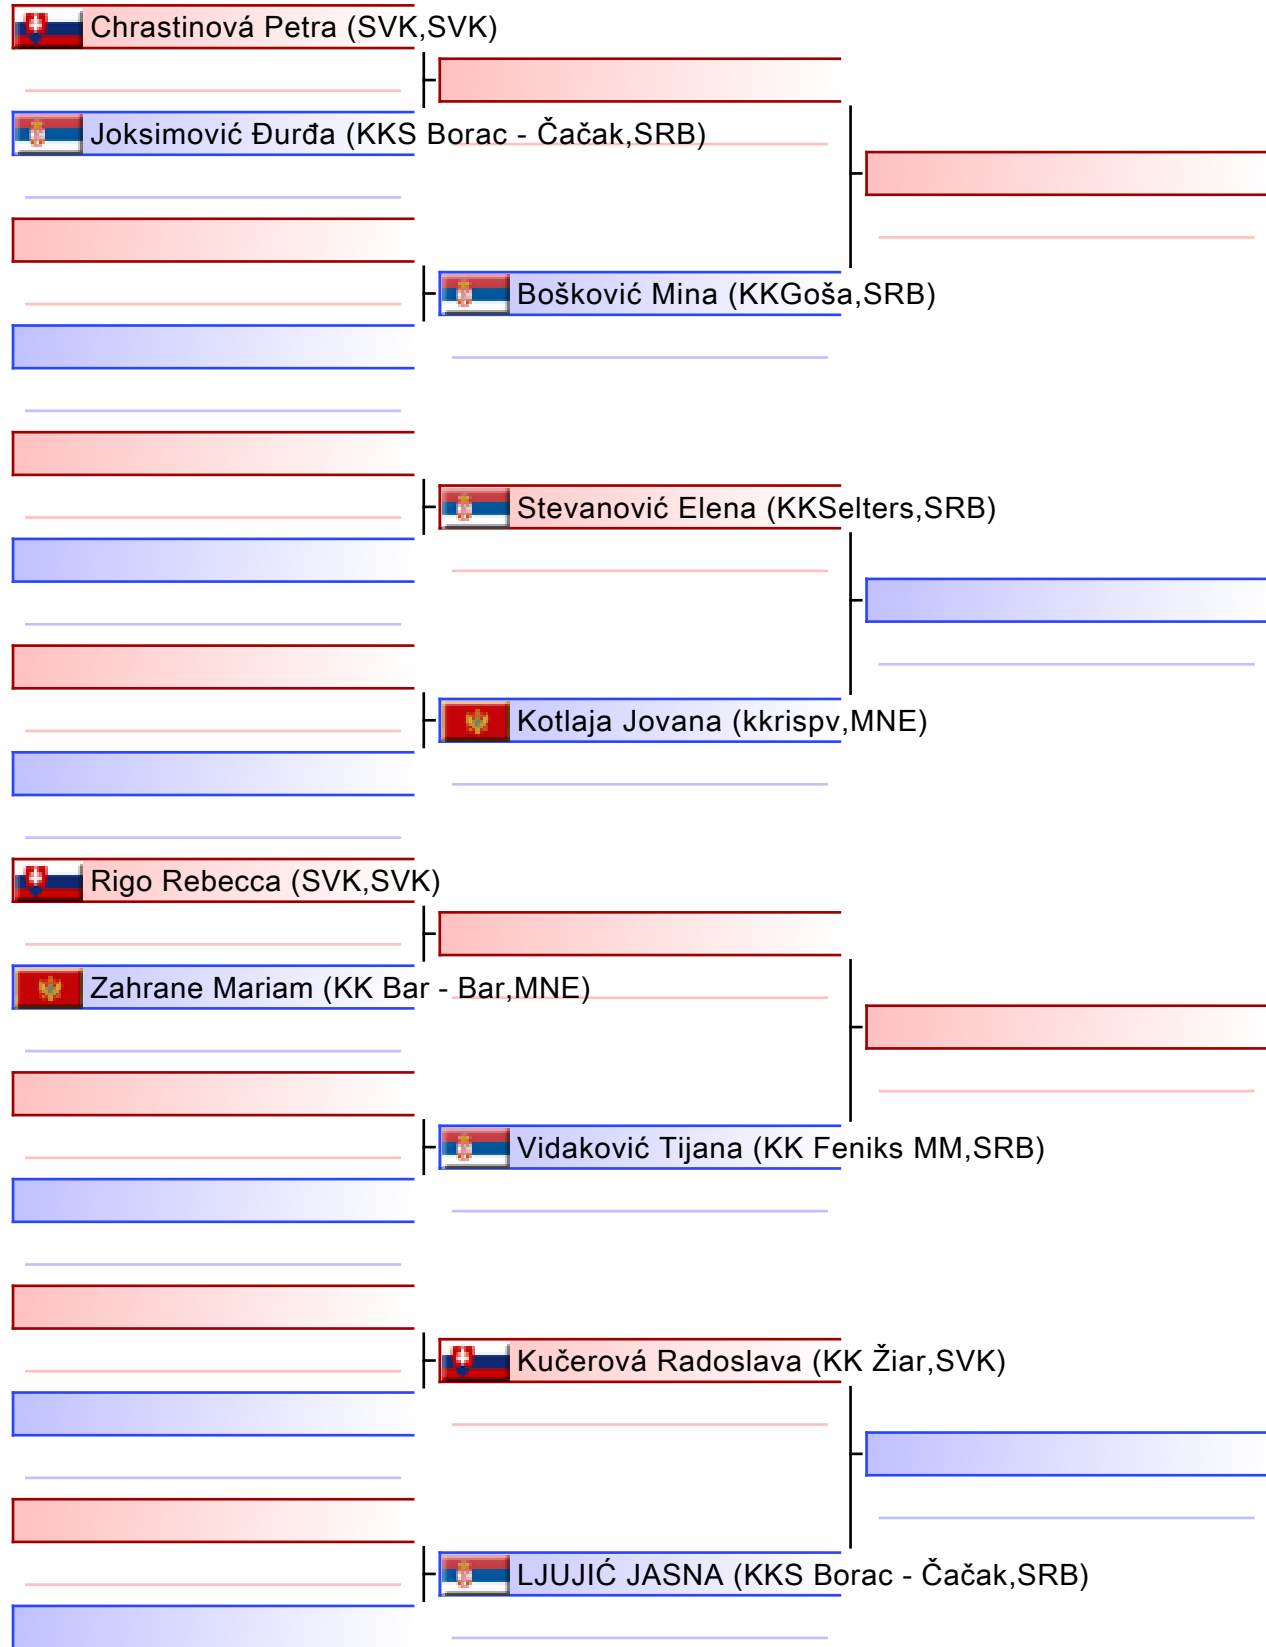 Chrastinová Petra (SVK,SVK)
Joksimović Đurđa (KKS Borac - Čačak,SRB)
Bošković Mina (KKGoša,SRB)
Stevanović Elena (KKSelters,SRB)
Kotlaja Jovana (kkrispv,MNE)
Rigo Rebecca (SVK,SVK)
Zahrane Mariam (KK Bar - Bar,MNE)
Vidaković Tijana (KK Feniks MM,SRB)
Kučerová Radoslava (KK Žiar,SVK)
LJUJIĆ JASNA (KKS Borac - Čačak,SRB)